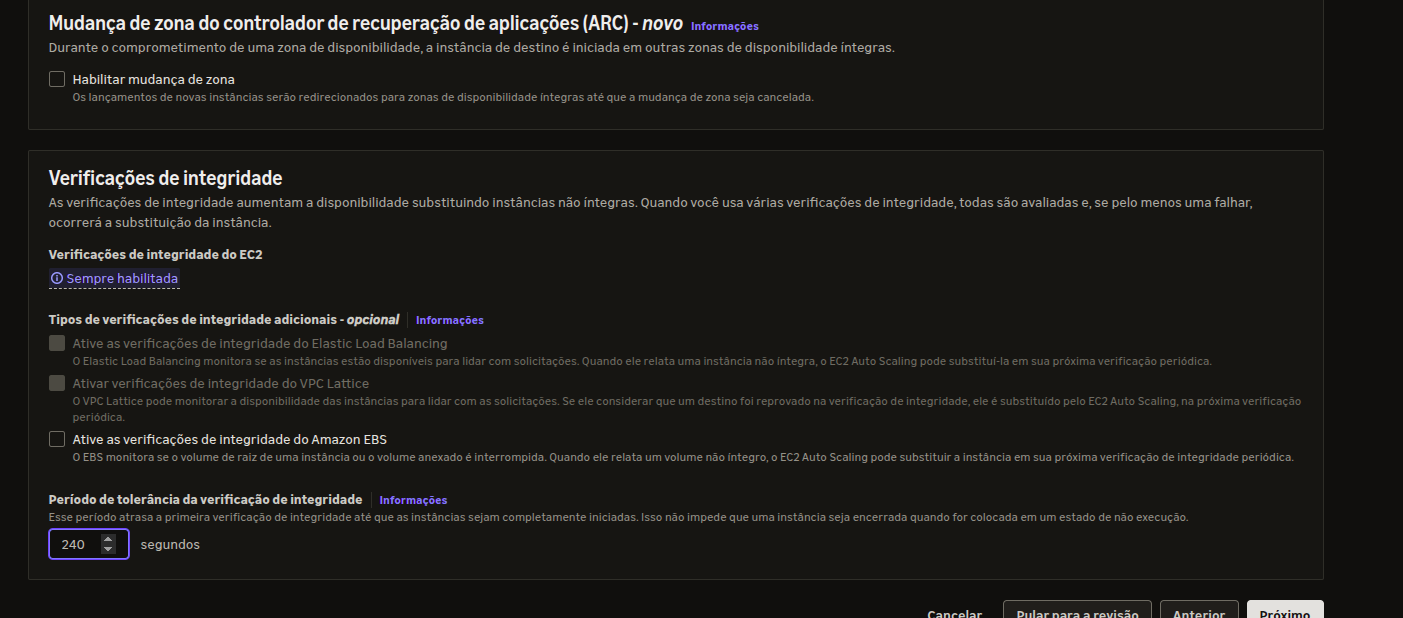 Mudança de zona do controlador de recuperação de aplicações (ARC) - novo Informações
Durante o comprometimento de uma zona de disponibilidade, a instância de destino é iniciada em outras zonas de disponibilidade íntegras.
Habilitar mudança de zona
Os lançamentos de novas instâncias serão redirecionados para zonas de disponibilidade íntegras até que a mudança de zona seja cancelada.
Verificações de integridade
As verificações de integridade aumentam a disponibilidade substituindo instâncias não íntegras. Quando você usa várias verificações de integridade, todas são avaliadas e, se pelo menos uma falhar,
ocorrerá a substituição da instância.
Verificações de integridade do EC2
Sempre habilitada
Tipos de verificações de integridade adicionais - opcional Informações
Ative as verificações de integridade do Elastic Load Balancing
O Elastic Load Balancing monitora se as instâncias estão disponíveis para lidar com solicitações. Quando ele relata uma instância não íntegra, o EC2 Auto Scaling pode substituí-la em sua próxima verificação periódica.
Ativar verificações de integridade do VPC Lattice
O VPC Lattice pode monitorar a disponibilidade das instâncias para lidar com as solicitações. Se ele considerar que um destino foi reprovado na verificação de integridade, ele é substituído pelo EC2 Auto Scaling, na próxima verificação
periódica.
Ative as verificações de integridade do Amazon EBS
O EBS monitora se o volume de raiz de uma instância ou o volume anexado é interrompida. Quando ele relata um volume não íntegro, o EC2 Auto Scaling pode substituir a instância em sua próxima verificação de integridade periódica.
Período de tolerância da verificação de integridade Informações
Esse período atrasa a primeira verificação de integridade até que as instâncias sejam completamente iniciadas. Isso não impede que uma instância seja encerrada quando for colocada em um estado de não execução.
240 segundos
Cancelar Pular para a revisão Anterior Próximo